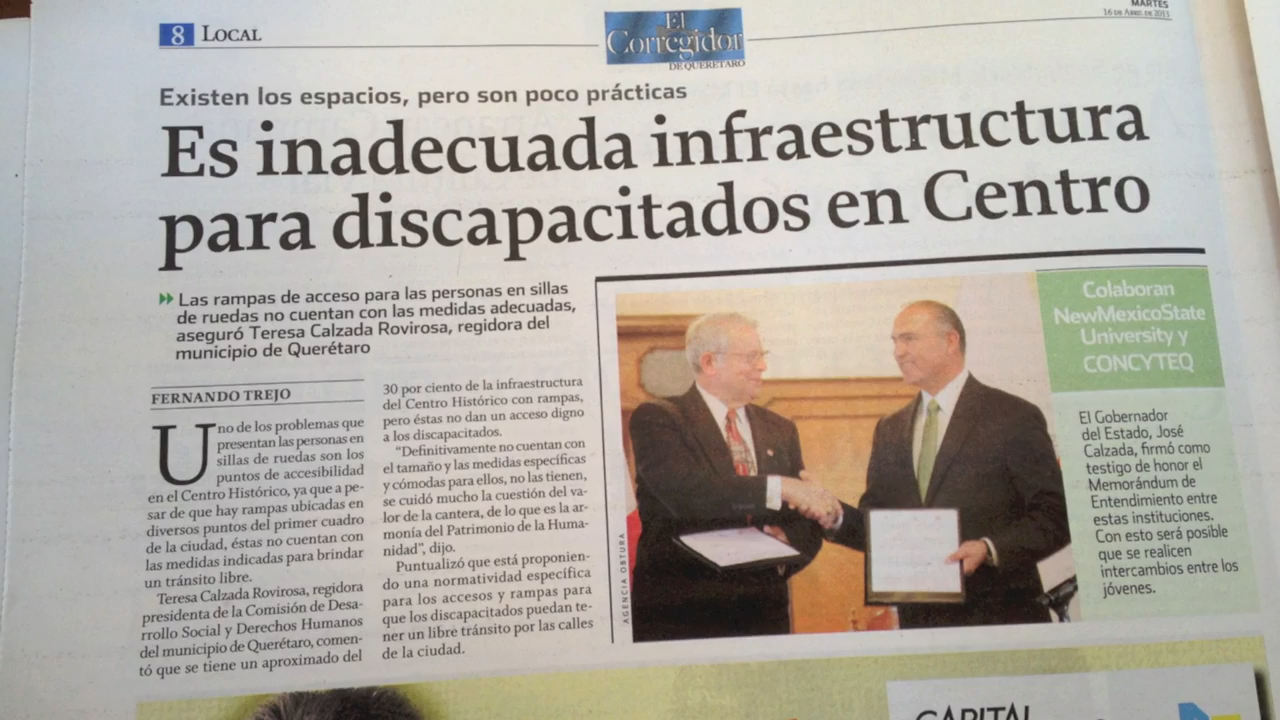 8 LOCAL
El
Corregidor
DE QUERÉTARO
MARTES
16 DE ABRIL DE 2013
Existen los espacios, pero son poco prácticas
Es inadecuada infraestructura
para discapacitados en Centro
Las rampas de acceso para las personas en sillas
de ruedas no cuentan con las medidas adecuadas,
aseguró Teresa Calzada Rovirosa, regidora del
municipio de Querétaro
FERNANDO TREJO
Uno de los problemas que
presentan las personas en
sillas de ruedas son los
puntos de accesibilidad
en el Centro Histórico, ya que a pe-
sar de que hay rampas ubicadas en
diversos puntos del primer cuadro
de la ciudad, éstas no cuentan con
las medidas indicadas para brindar
un tránsito libre.
Teresa Calzada Rovirosa, regidora
presidenta de la Comisión de Desa-
rrollo Social y Derechos Humanos
del municipio de Querétaro, comen-
tó que se tiene un aproximado del
30 por ciento de la infraestructura
del Centro Histórico con rampas,
pero éstas no dan un acceso digno
a los discapacitados.
"Definitivamente no cuentan con
el tamaño y las medidas específicas
y cómodas para ellos, no las tienen,
se cuidó mucho la cuestión del va-
lor de la cantera, de lo que es la ar-
monía del Patrimonio de la Huma-
nidad", dijo.
Puntualizó que está proponien-
do una normatividad específica
para los accesos y rampas para
que los discapacitados puedan te-
ner un libre tránsito por las calles
de la ciudad.
AGENCIA OSTURA
Colaboran
NewMexicoState
University y
CONCYTEQ
El Gobernador
del Estado, José
Calzada, firmó como
testigo de honor el
Memorándum de
Entendimiento entre
estas instituciones.
Con esto será posible
que se realicen
intercambios entre los
jóvenes.
CAPITAL